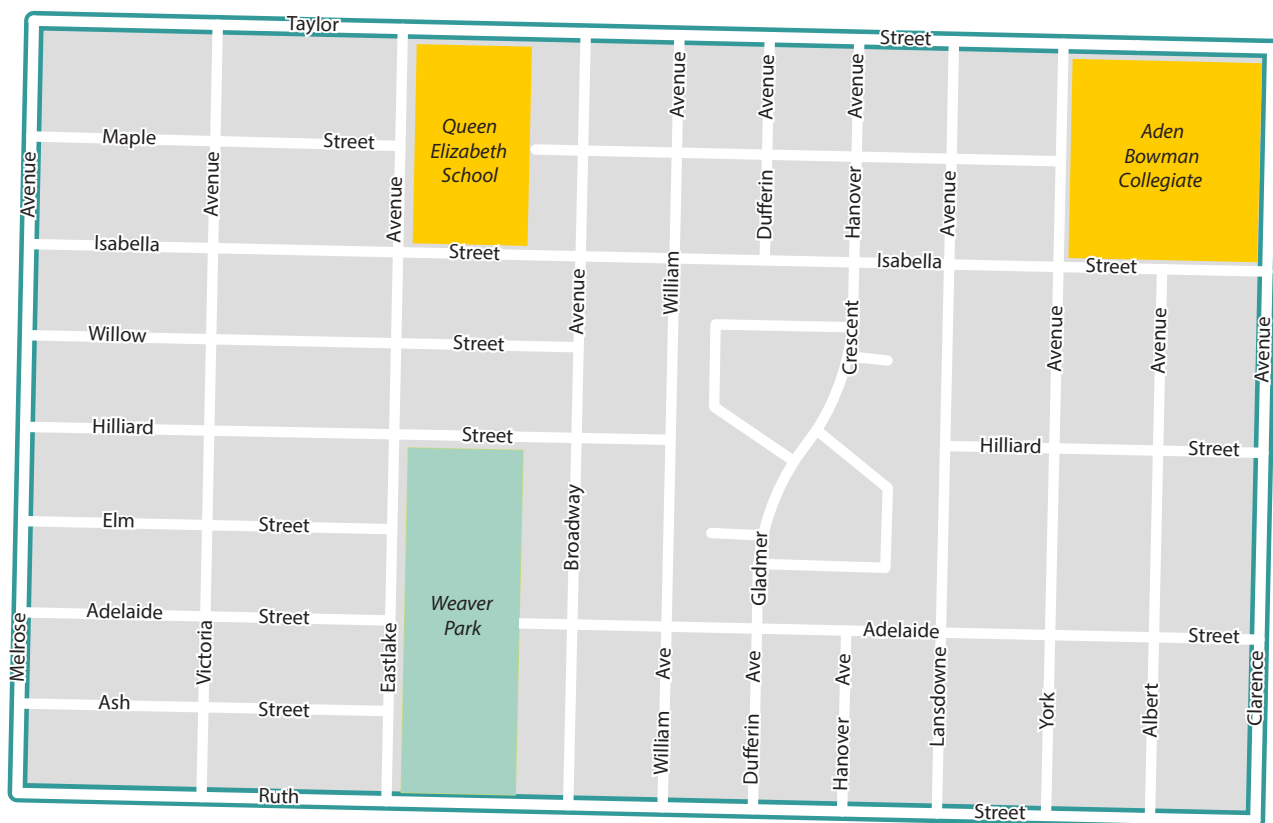 Taylor
Street
Maple
Street
Queen
Elizabeth
School
Aden
Bowman
Collegiate
Avenue
Avenue
Avenue
Avenue
Avenue
Avenue
Avenue
Dufferin
Hanover
Isabella
Street
Isabella
Street
William
Avenue
Crescent
Avenue
Avenue
Avenue
Willow
Street
Hilliard
Street
Hilliard
Street
Elm
Street
Broadway
Gladmer
Weaver
Park
Adelaide
Street
Adelaide
Street
Melrose
Victoria
Eastlake
Ave
Ave
Ave
William
Dufferin
Hanover
Lansdowne
York
Albert
Clarence
Ash
Street
Ruth
Street